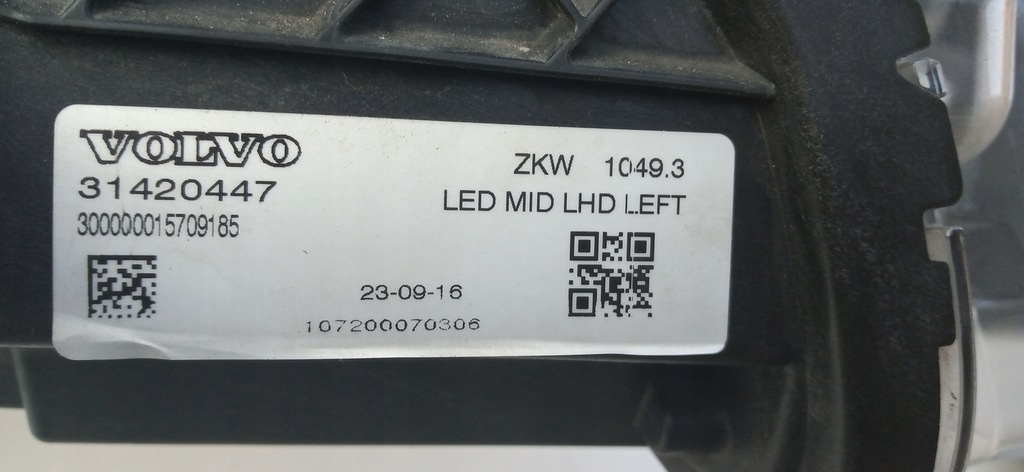 VOLVO
31420447
300000015709185
ZKW 1049.3
LED MID LHD LEFT
23-09-16
107200070306